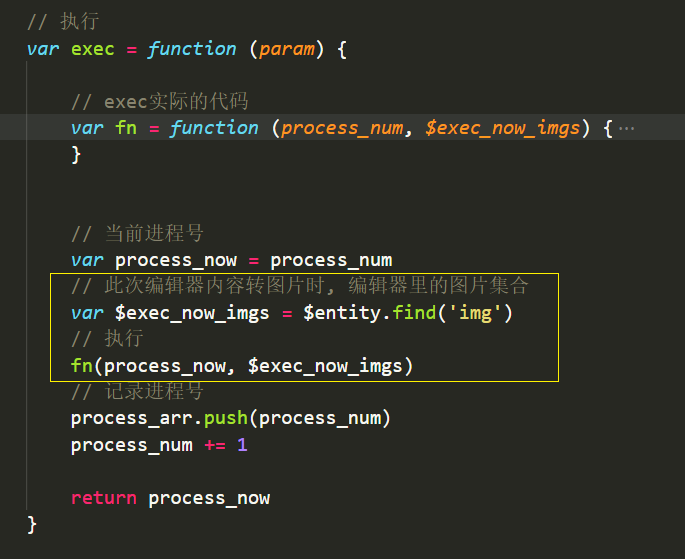 // 执行
var exec = function (param) {
// exec实际的代码
var fn = function (process_num, $exec_now_imgs) {…
}
// 当前进程号
var process_now = process_num
// 此次编辑器内容转图片时, 编辑器里的图片集合
var $exec_now_imgs = $entity.find('img')
// 执行
fn(process_now, $exec_now_imgs)
// 记录进程号
process_arr.push(process_num)
process_num += 1
return process_now
}